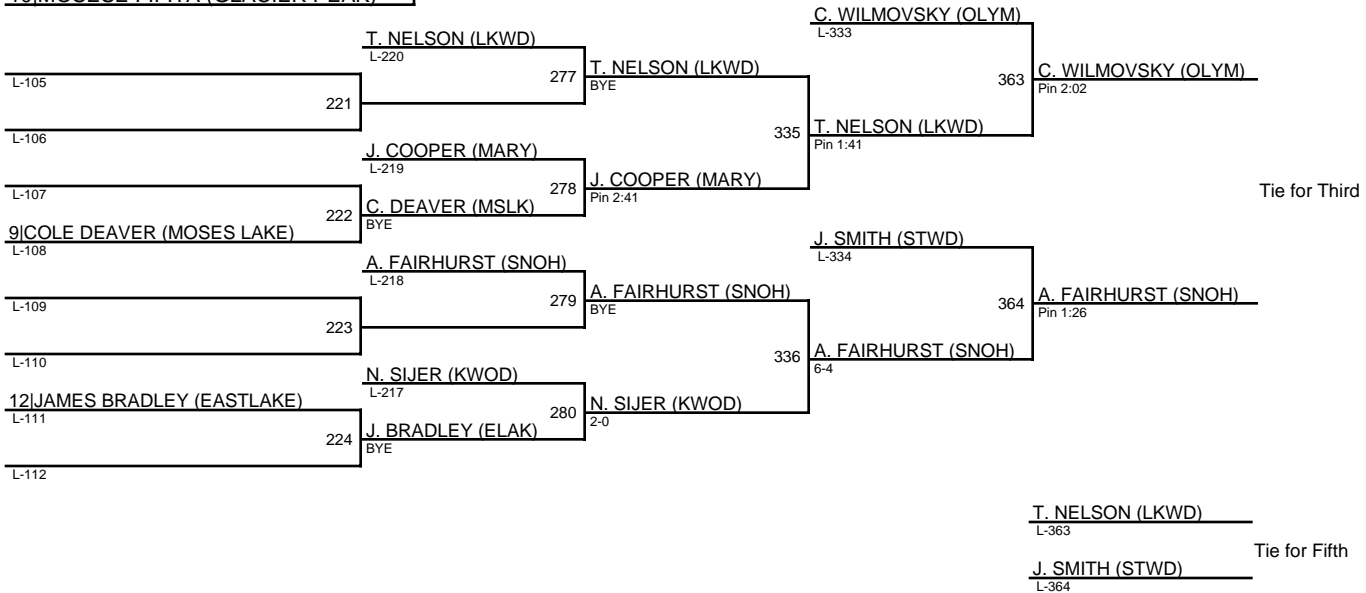 C. WILMOVSKY (OLYM)
L-333
T. NELSON (LKWD)
L-220
277
T. NELSON (LKWD)
BYE
363
C. WILMOVSKY (OLYM)
Pin 2:02
L-105
221
L-106
335
T. NELSON (LKWD)
Pin 1:41
J. COOPER (MARY)
L-219
278
J. COOPER (MARY)
Pin 2:41
L-107
222
C. DEAVER (MSLK)
BYE
Tie for Third
9|COLE DEAVER (MOSES LAKE)
L-108
J. SMITH (STWD)
L-334
A. FAIRHURST (SNOH)
L-218
279
A. FAIRHURST (SNOH)
BYE
364
A. FAIRHURST (SNOH)
Pin 1:26
L-109
223
L-110
336
A. FAIRHURST (SNOH)
6-4
N. SIJER (KWOD)
L-217
280
N. SIJER (KWOD)
2-0
12|JAMES BRADLEY (EASTLAKE)
L-111
224
J. BRADLEY (ELAK)
BYE
L-112
T. NELSON (LKWD)
L-363
Tie for Fifth
J. SMITH (STWD)
L-364